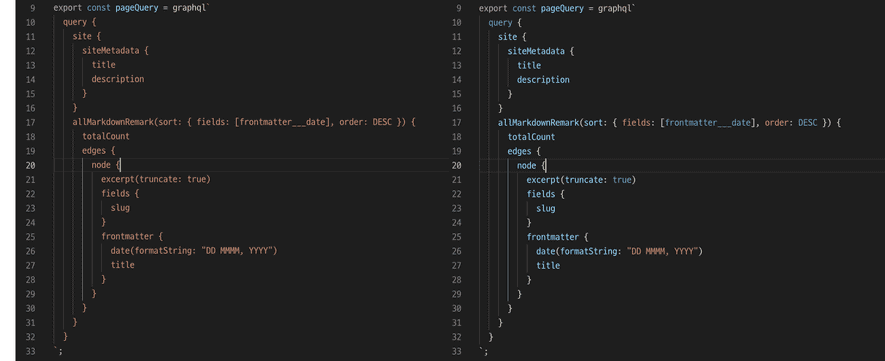 9 export const pageQuery = graphql`
10 query {
11 site {
12 siteMetadata {
13 title
14 description
15 }
16 }
17 allMarkdownRemark(sort: { fields: [frontmatter___date], order: DESC }) {
18 totalCount
19 edges {
20 node {
21 excerpt(truncate: true)
22 fields {
23 slug
24 }
25 frontmatter {
26 date(formatString: "DD MMMM, YYYY")
27 title
28 }
29 }
30 }
31 }
32 }
33 `;
9 export const pageQuery = graphql`
10 query {
11 site {
12 siteMetadata {
13 title
14 description
15 }
16 }
17 allMarkdownRemark(sort: { fields: [frontmatter___date], order: DESC }) {
18 totalCount
19 edges {
20 node {
21 excerpt(truncate: true)
22 fields {
23 slug
24 }
25 frontmatter {
26 date(formatString: "DD MMMM, YYYY")
27 title
28 }
29 }
30 }
31 }
32 }
33 `;